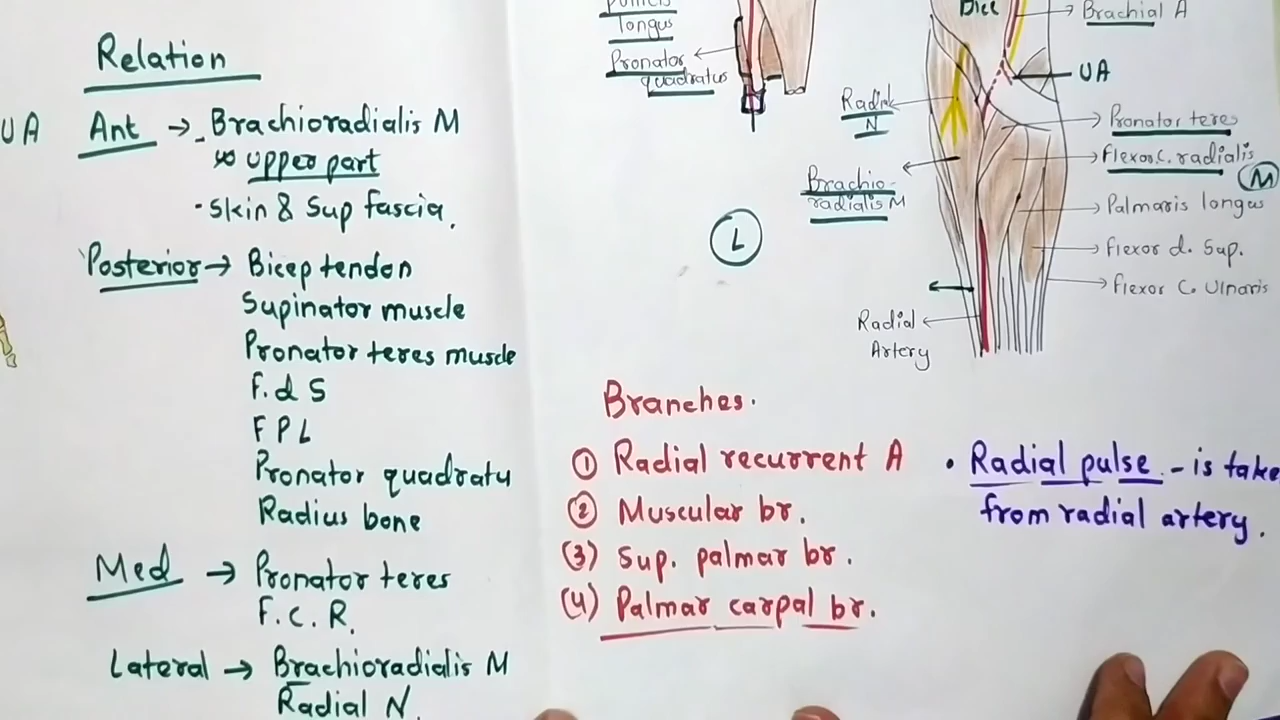 Relation
UA Ant → Brachioradialis M
upper part
· Skin & Sup fascia.
Posterior → Bicep tendon
Supinator muscle
Pronator teres muscle
F. d S
F P L
Pronator quadratu
Radius bone
Med → Pronator teres
F. C. R.
Lateral → Brachioradialis M
Radial N.
longus
Pronator
quadratus
L
Brachial A
UA
Radial
N
Pronator teres
Flexor C. radialis
M
Brachio-
radialis M
Palmaris longus
Flexor d. Sup.
Flexor C. Ulnaris
Radial
Artery
Branches.
① Radial recurrent A
② Muscular br.
(3) Sup. palmar br.
(4) Palmar carpal br.
• Radial pulse - is take
from radial artery.